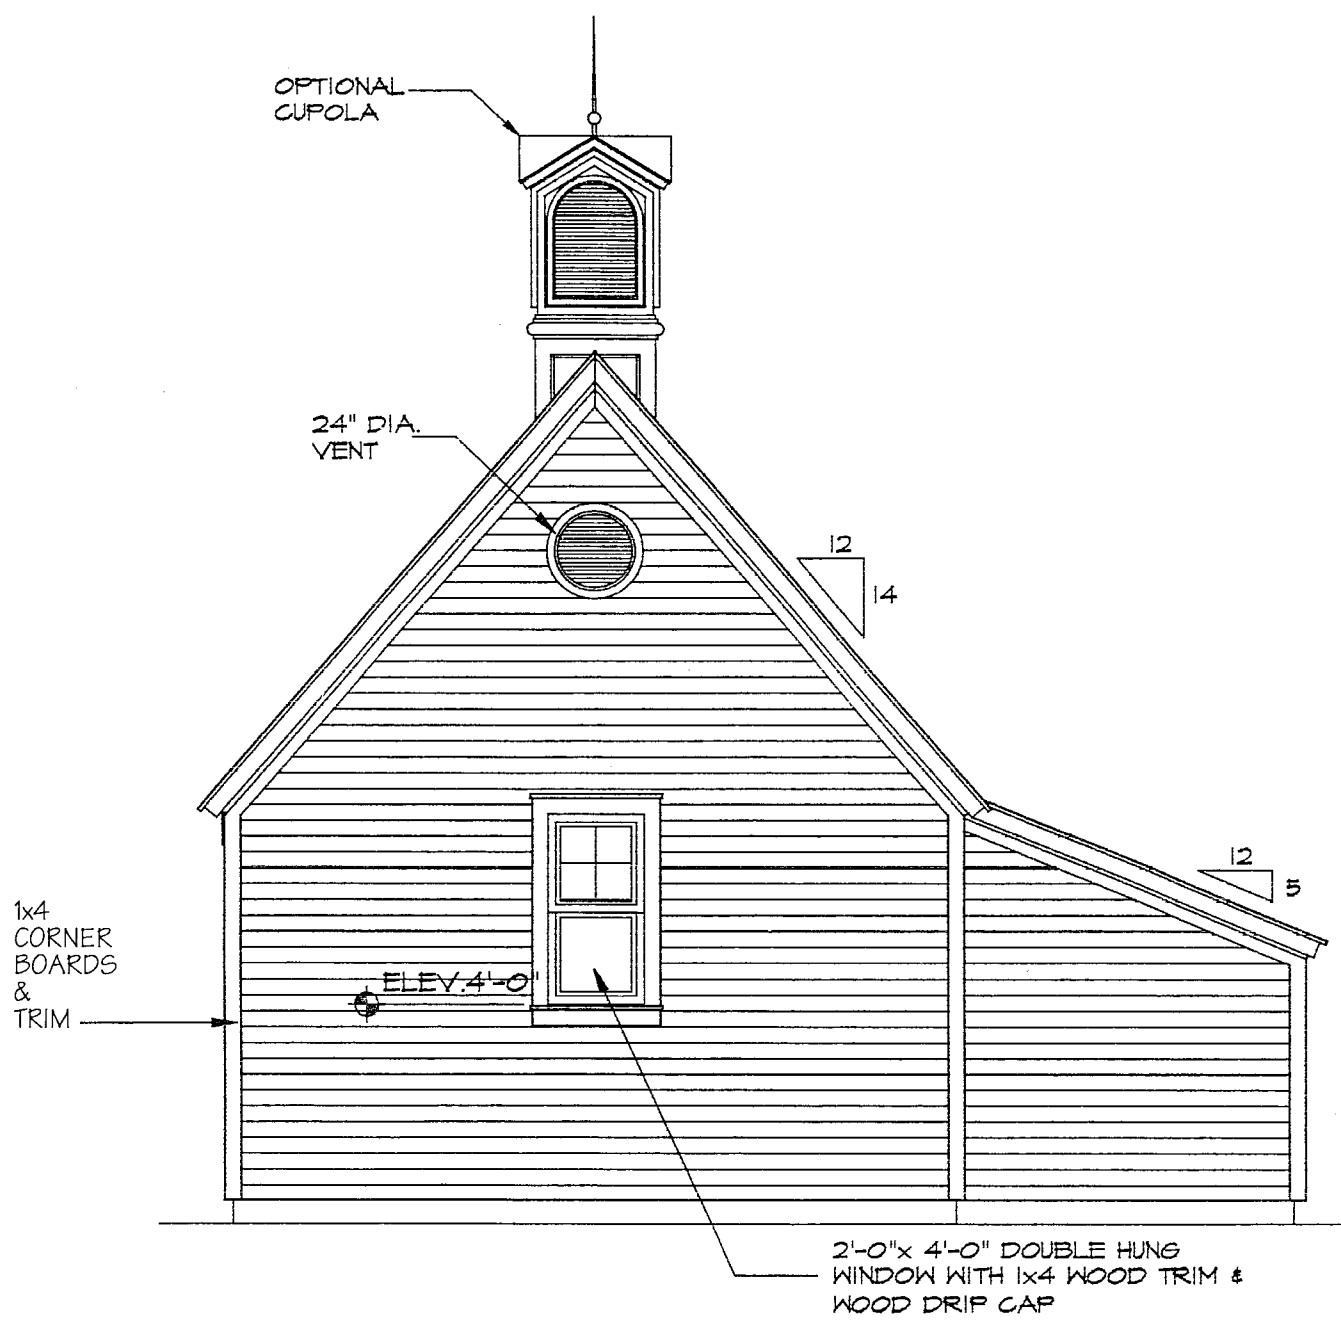 OPTIONAL
CUPOLA
24" DIA.
VENT
12
14
12
5
1x4
CORNER
BOARDS
&
TRIM
ELEV.4'-0"
2'-0"x 4'-0" DOUBLE HUNG
WINDOW WITH 1x4 WOOD TRIM &
WOOD DRIP CAP